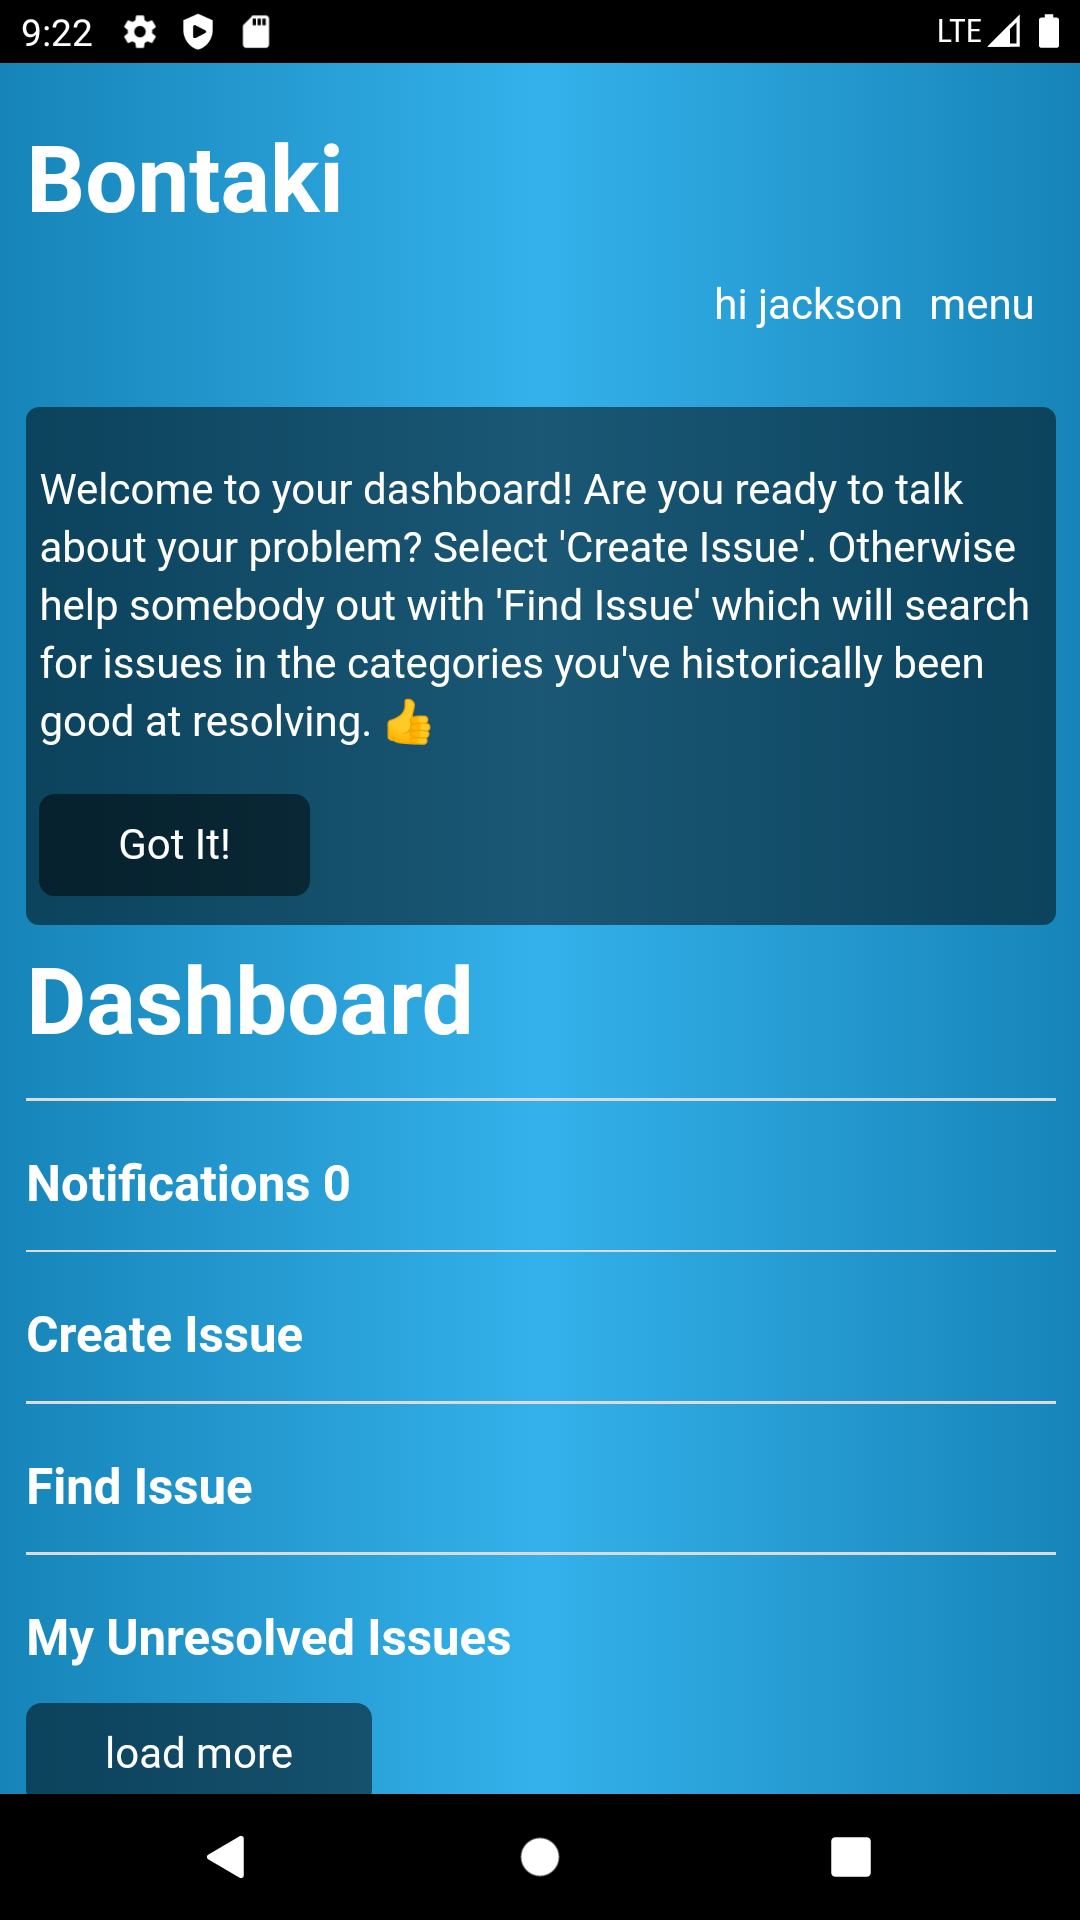 9:22
LTE
Bontaki
hi jackson menu
Welcome to your dashboard! Are you ready to talk
about your problem? Select 'Create Issue'. Otherwise
help somebody out with 'Find Issue' which will search
for issues in the categories you've historically been
good at resolving. 👍
Got It!
Dashboard
Notifications 0
Create Issue
Find Issue
My Unresolved Issues
load more